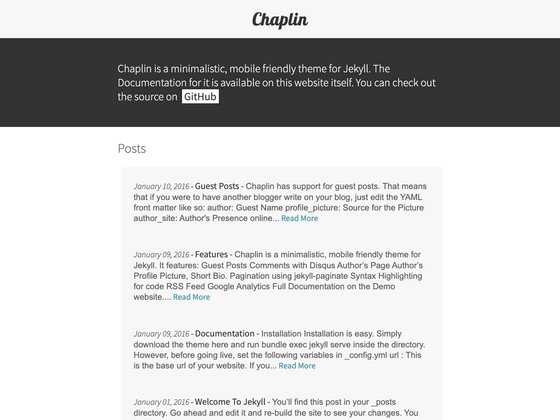 Chaplin
Chaplin is a minimalistic, mobile friendly theme for Jekyll. The
Documentation for it is available on this website itself. You can check out
the source on GitHub
Posts
January 10, 2016 - Guest Posts - Chaplin has support for guest posts. That means
that if you were to have another blogger write on your blog, just edit the YAML
front matter like so: author: Guest Name profile_picture: Source for the Picture
author_site: Author's Presence online... Read More
January 09, 2016 - Features - Chaplin is a minimalistic, mobile friendly theme for
Jekyll. It features: Guest Posts Comments with Disqus Author's Page Author's
Profile Picture, Short Bio. Pagination using jekyll-paginate Syntax Highlighting
for code RSS Feed Google Analytics Full Documentation on the Demo
website.... Read More
January 09, 2016 - Documentation - Installation Installation is easy. Simply
download the theme here and run bundle exec jekyll serve inside the directory.
However, before going live, set the following variables in _config.yml url : This
is the base url of your website. If you... Read More
January 01, 2016 - Welcome To Jekyll - You'll find this post in your _posts
directory. Go ahead and edit it and re-build the site to see your changes. You